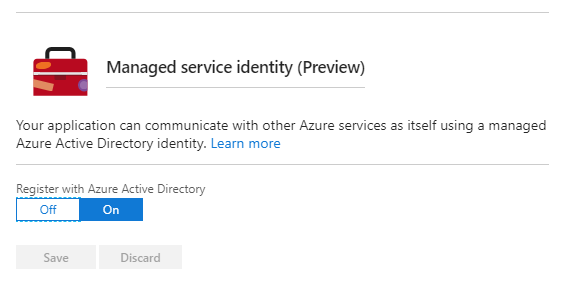 Managed service identity (Preview)
Your application can communicate with other Azure services as itself using a managed
Azure Active Directory identity. Learn more
Register with Azure Active Directory
Off On
Save Discard